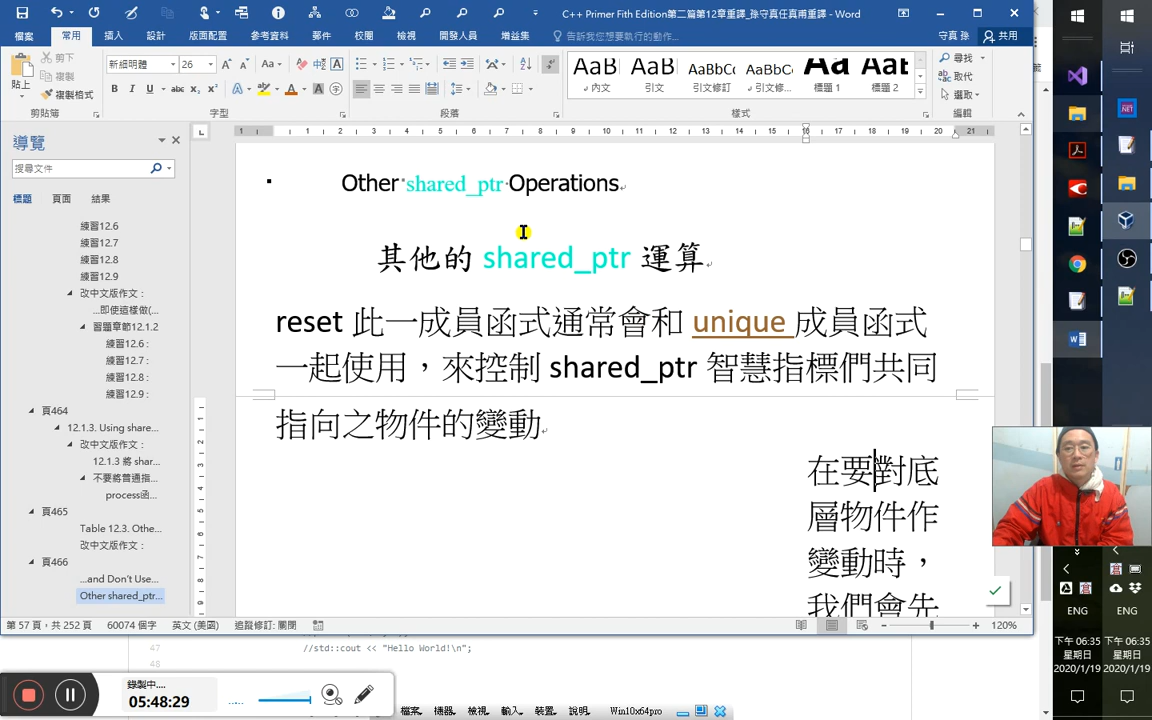 C++ Primer Fith Edition第二篇第12章重譯_孫守真任真甫重譯 - Word
檔案 常用 插入 設計 版面配置 參考資料 郵件 校閱 檢視 開發人員 增益集 告訴我您想要執行的動作... 守真 孫 共用
貼上 剪下 複製 複製格式
新細明體 26
剪貼簿 字型 段落 樣式 編輯
AaB AaB AaBbC AaBbC Aa AaB
內文 引文 引文修訂 引文修... 標題 1 標題 2
尋找 取代 選取
導覽
搜尋文件
標題 頁面 結果
練習12.6
練習12.7
練習12.8
練習12.9
改中文版作文：
...即使這樣做(...
習題章節12.1.2
12.6 :
練習12.7 :
練習12.8 :
練習12.9 :
頁464
12.1.3. Using share...
改中文版作文：
12.1.3 將 shar...
不要將普通指...
process函...
頁465
Table 12.3. Othe...
改中文版作文：
頁466
...and Don't Use...
Other shared_ptr...
Other shared_ptr Operations
其他的 shared_ptr 運算
reset 此一成員函式通常會和 unique 成員函式
一起使用，來控制 shared_ptr 智慧指標們共同
指向之物件的變動
在要對底
層物件作
變動時，
我們會先
第 57 頁，共 252 頁 60074 個字 英文 (美國) 追蹤修訂: 關閉 120%
47 //std::cout << "Hello World!\n";
48
錄製中....
05:48:29
檔案 機器 檢視 輸入 裝置 說明 Win10x64pro
ENG ENG
下午 06:35 下午 06:35
星期日 星期日
2020/1/19 2020/1/19